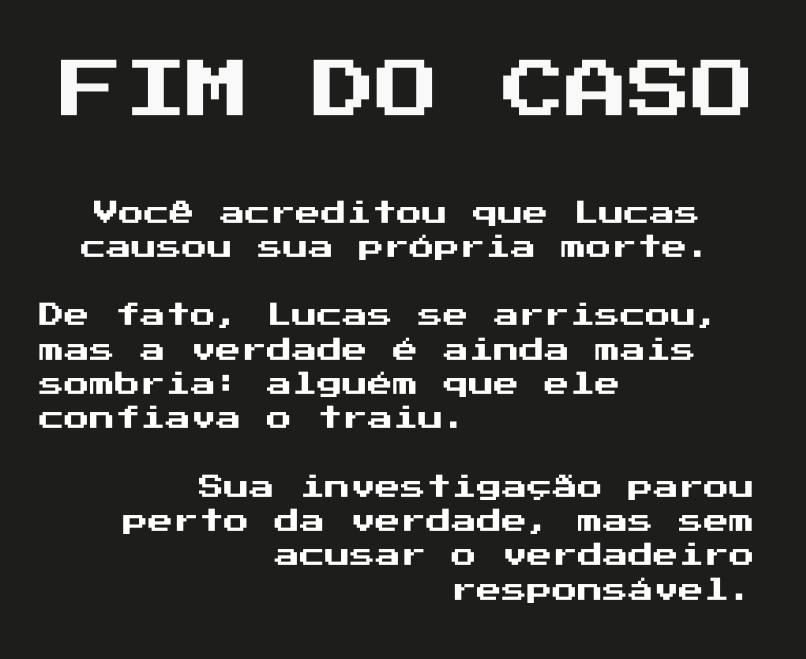 FIM DO CASO
Você acreditou que Lucas
causou sua própria morte.
De fato, Lucas se arriscou,
mas a verdade é ainda mais
sombria: alguém que ele
confiava o traiu.
Sua investigação parou
perto da verdade, mas sem
acusar o verdadeiro
responsável.